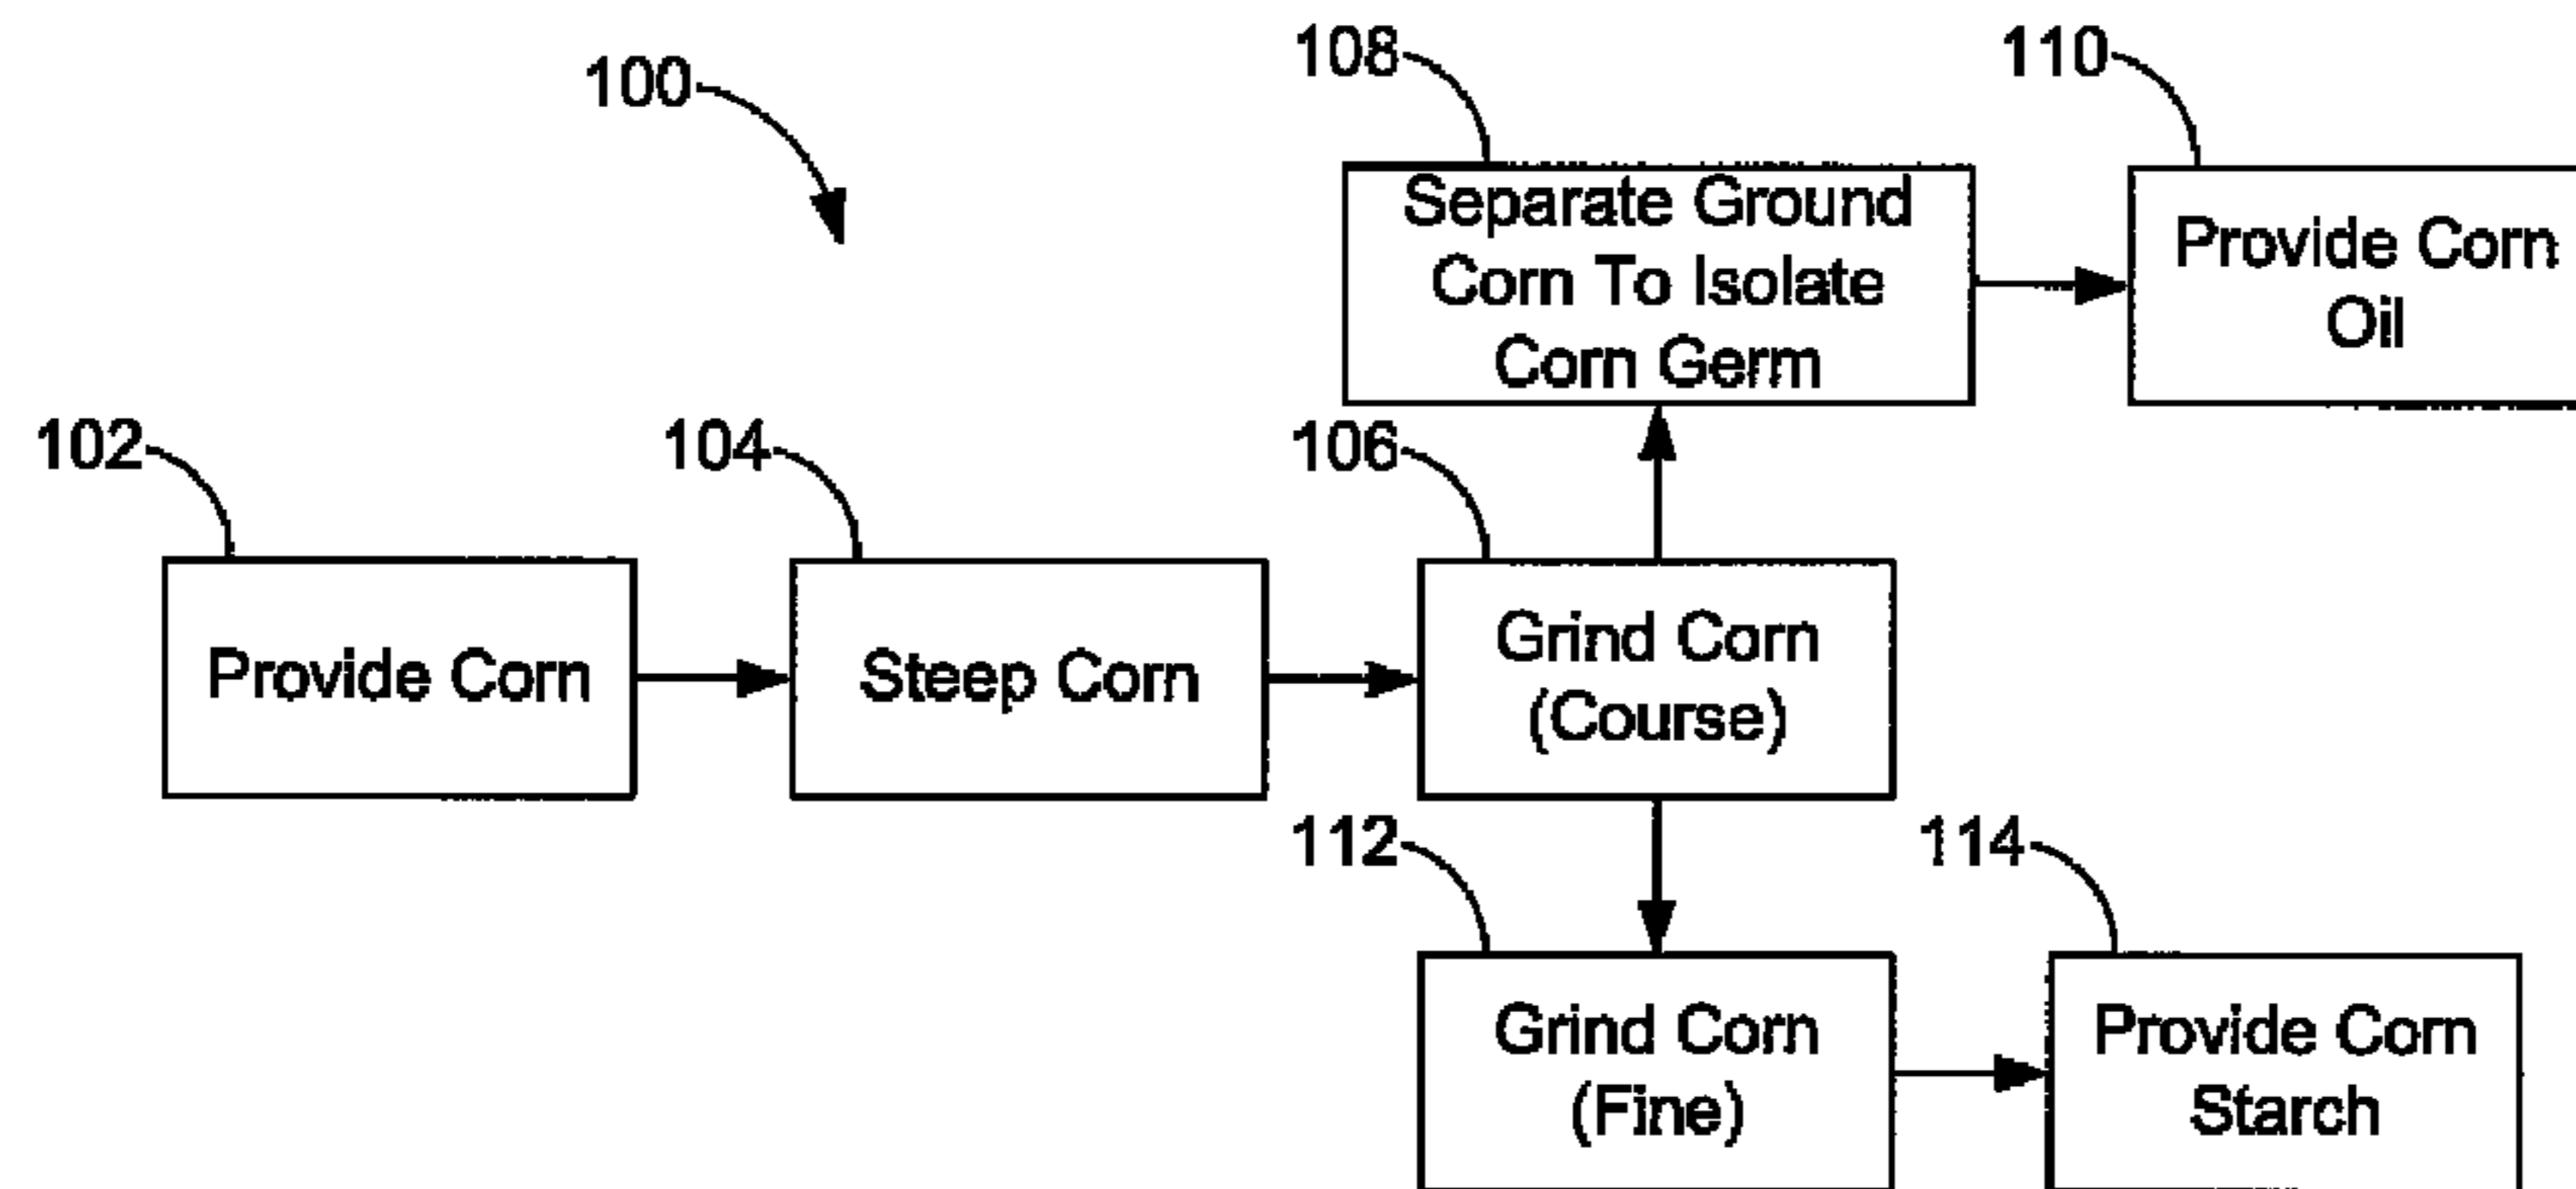 100
108
110
Separate Ground
Corn To Isolate
Corn Germ
Provide Corn
Oil
102
104
106
Provide Corn
Steep Corn
Grind Corn
(Course)
112
114
Grind Corn
(Fine)
Provide Corn
Starch